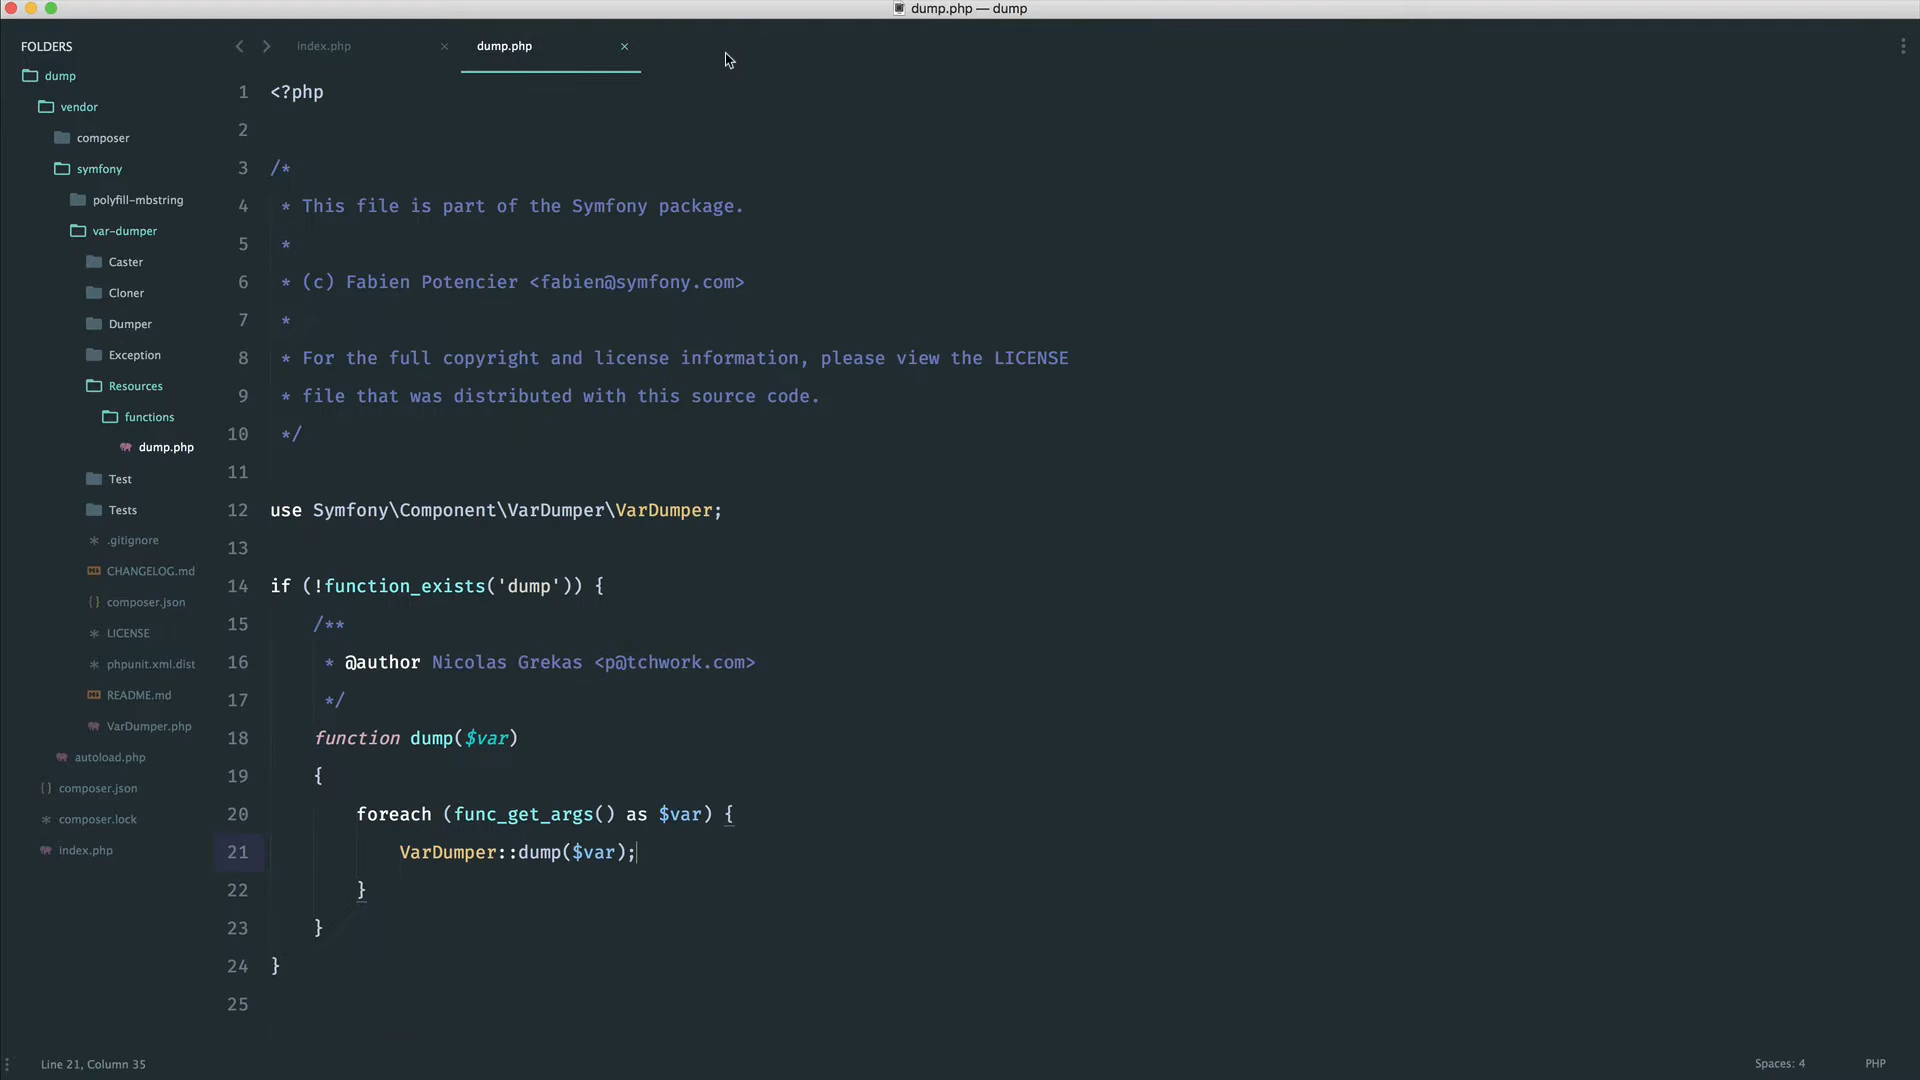 dump.php — dump
FOLDERS
dump
vendor
composer
symfony
polyfill-mbstring
var-dumper
Caster
Cloner
Dumper
Exception
Resources
functions
dump.php
Test
Tests
.gitignore
CHANGELOG.md
composer.json
LICENSE
phpunit.xml.dist
README.md
VarDumper.php
autoload.php
composer.json
composer.lock
index.php
index.php × dump.php ×
1 <?php
2
3 /*
4 * This file is part of the Symfony package.
5 *
6 * (c) Fabien Potencier <fabien@symfony.com>
7 *
8 * For the full copyright and license information, please view the LICENSE
9 * file that was distributed with this source code.
10 */
11
12 use Symfony\Component\VarDumper\VarDumper;
13
14 if (!function_exists('dump')) {
15 /**
16 * @author Nicolas Grekas <p@tchwork.com>
17 */
18 function dump($var)
19 {
20 foreach (func_get_args() as $var) {
21 VarDumper::dump($var);
22 }
23 }
24 }
25
Line 21, Column 35
Spaces: 4
PHP